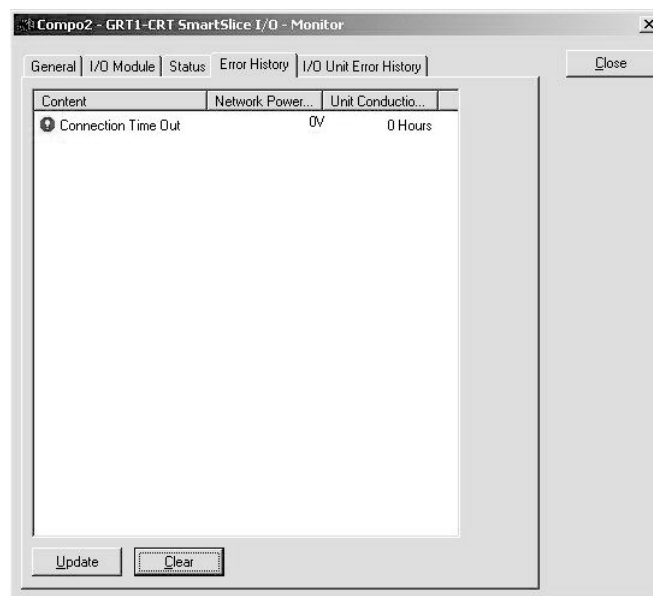 Compo2 - GRT1-CRT SmartSlice I/O - Monitor
General I/O Module Status Error History I/O Unit Error History
Close
Content Network Power... Unit Conductio...
Connection Time Out 0V 0 Hours
Update Clear